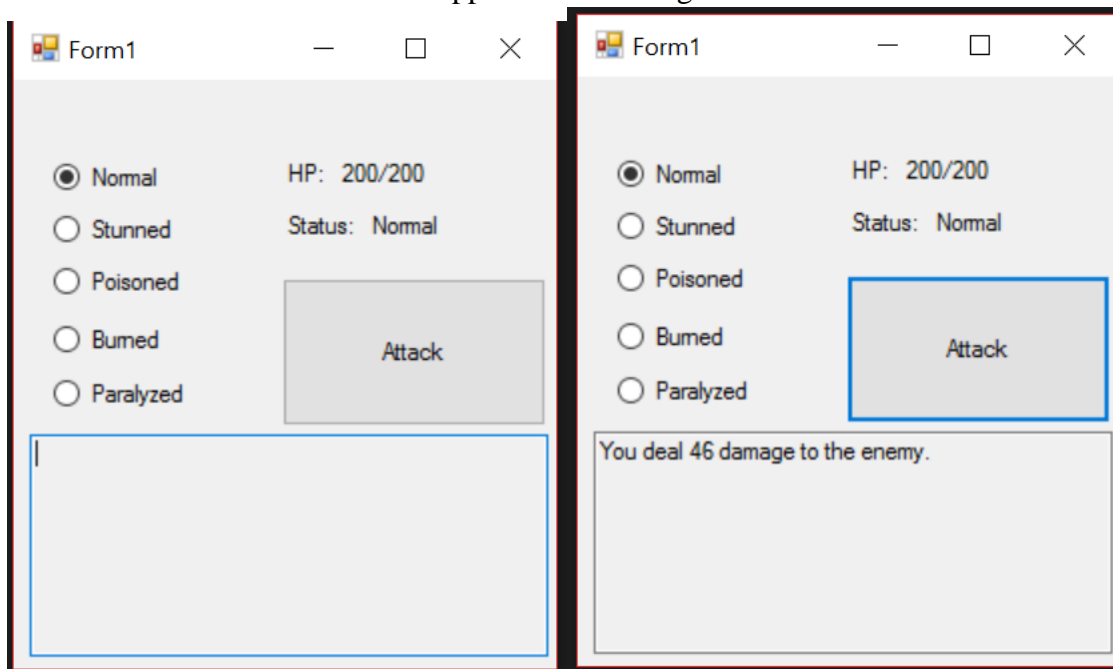 Form1
Normal
HP: 200/200
Stunned
Status: Normal
Poisoned
Burned
Attack
Paralyzed
Form1
Normal
HP: 200/200
Stunned
Status: Normal
Poisoned
Burned
Attack
Paralyzed
You deal 46 damage to the enemy.